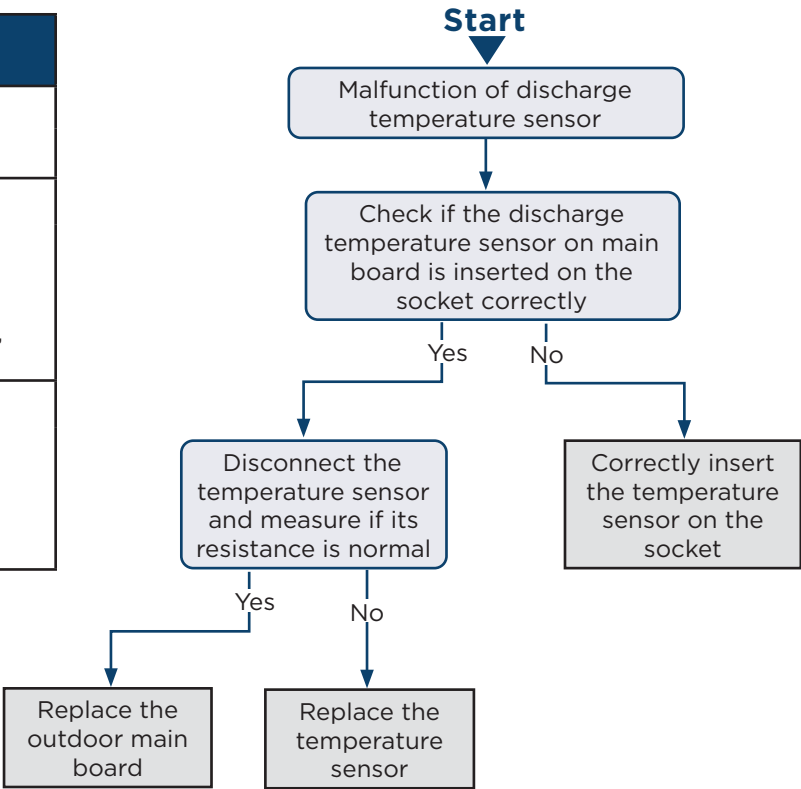 Start
Malfunction of discharge
temperature sensor
Check if the discharge
temperature sensor on main
board is inserted on the
socket correctly
Yes
No
Disconnect the
temperature sensor
and measure if its
resistance is normal
Correctly insert
the temperature
sensor on the
socket
Yes
No
Replace the
outdoor main
board
Replace the
temperature
sensor